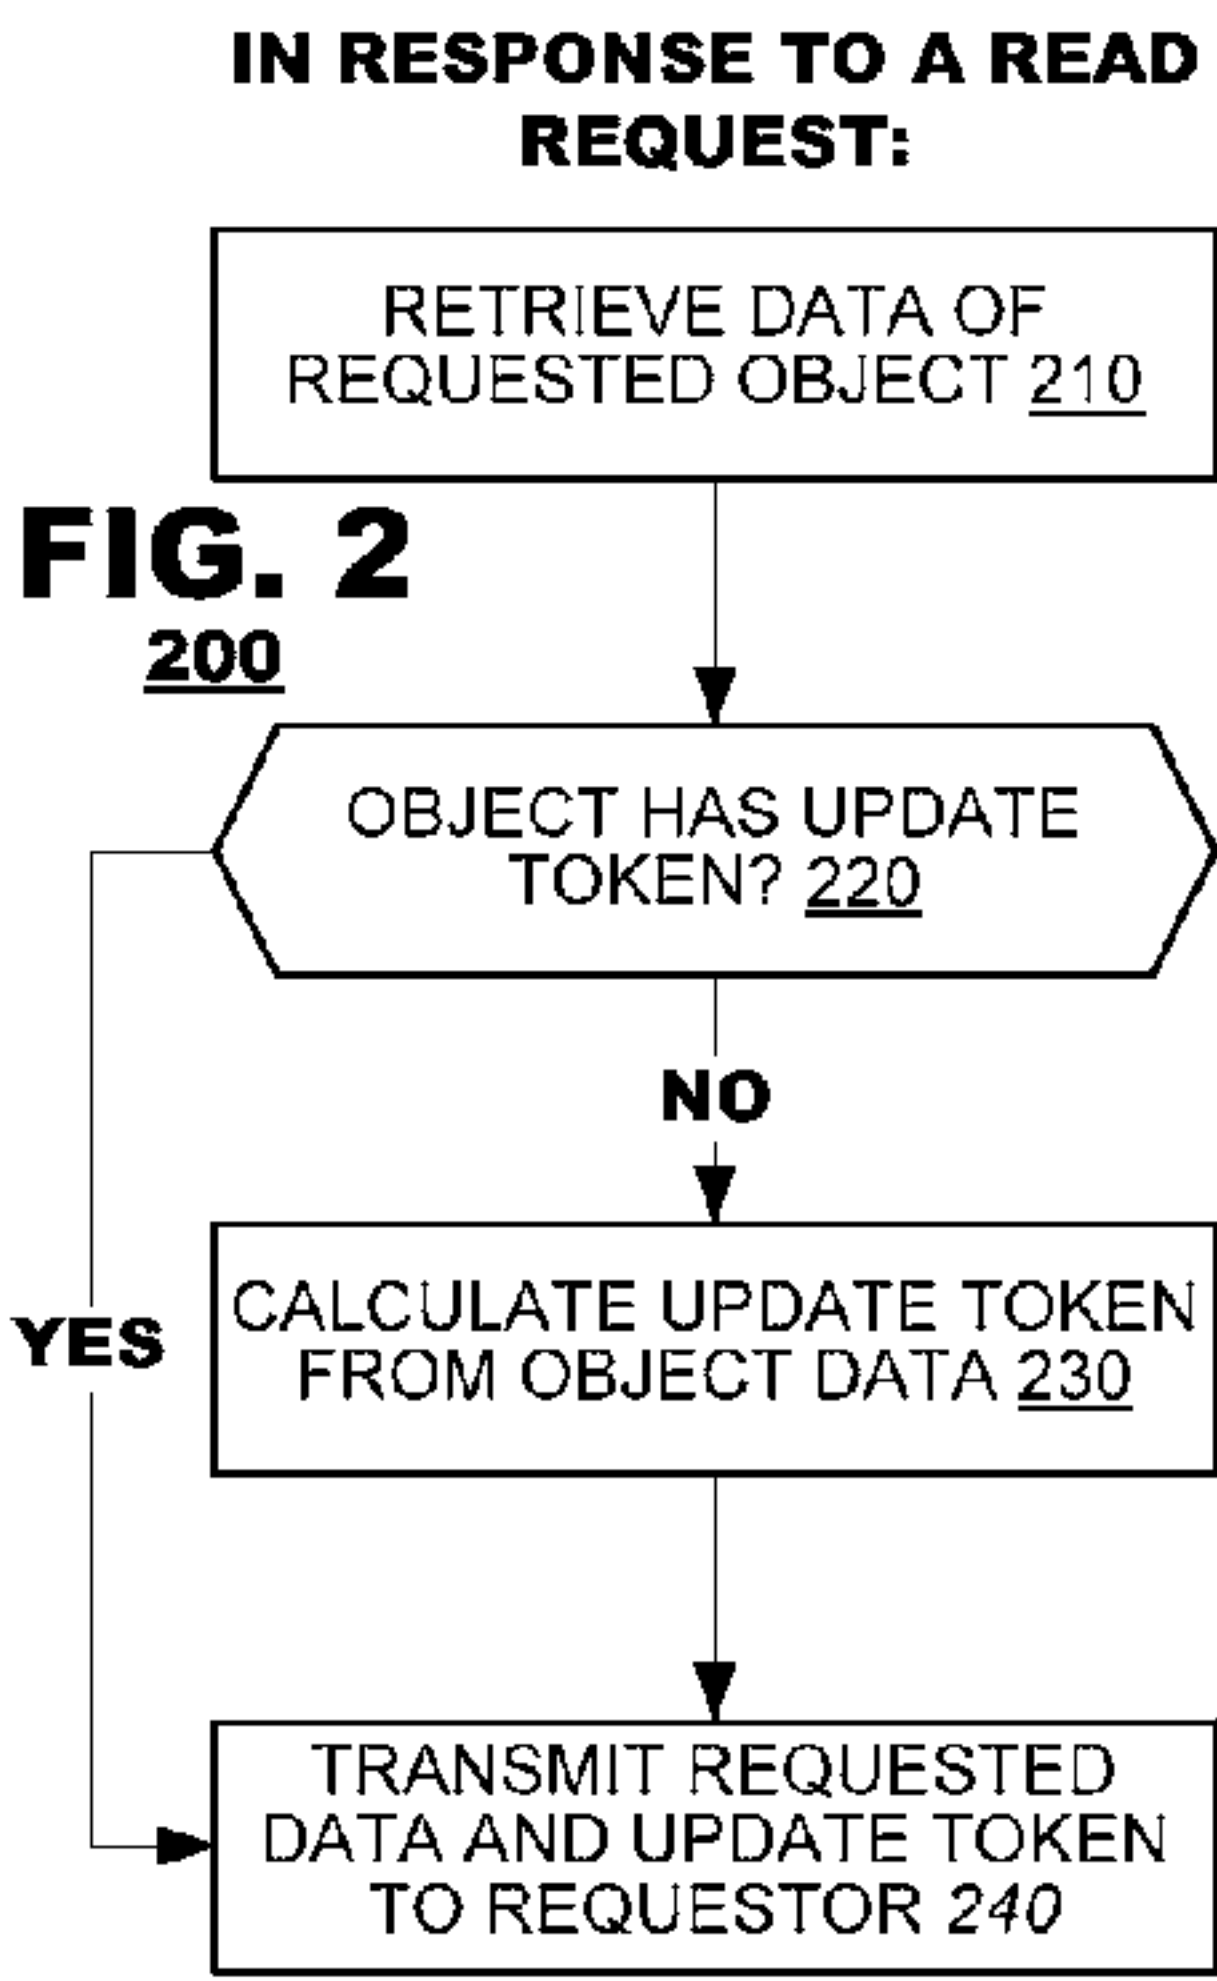 IN RESPONSE TO A READ
REQUEST:
RETRIEVE DATA OF
REQUESTED OBJECT 210
FIG. 2
200
OBJECT HAS UPDATE
TOKEN? 220
NO
CALCULATE UPDATE TOKEN
FROM OBJECT DATA 230
YES
TRANSMIT REQUESTED
DATA AND UPDATE TOKEN
TO REQUESTOR 240